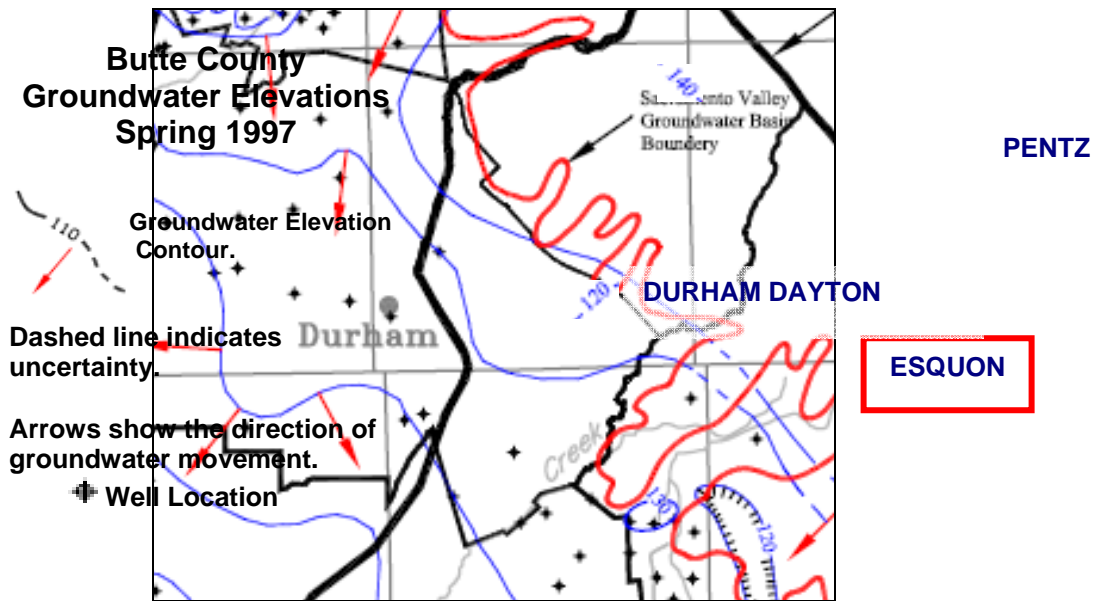 Butte County
Groundwater Elevations
Spring 1997
140
Sacramento Valley
Groundwater Basin
Boundery
PENTZ
110
Groundwater Elevation
Contour.
120
DURHAM DAYTON
Durham
Dashed line indicates
uncertainty.
ESQUON
Arrows show the direction of
groundwater movement.
Creek
Well Location
130
120